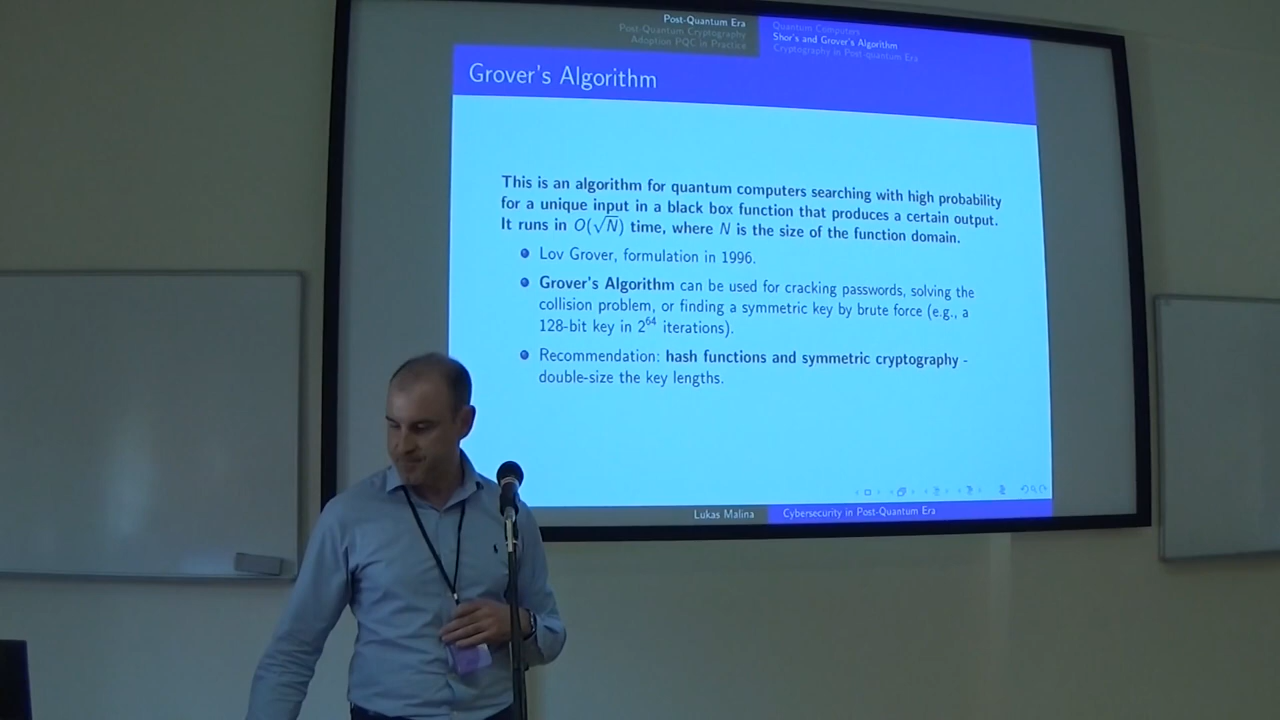 Post-Quantum Era
Post-Quantum Cryptography
Adoption PQC in Practice
Quantum Computers
Shor's and Grover's Algorithm
Cryptography in Post-quantum Era
Grover's Algorithm
This is an algorithm for quantum computers searching with high probability
for a unique input in a black box function that produces a certain output.
It runs in O(√N) time, where N is the size of the function domain.
Lov Grover, formulation in 1996.
Grover's Algorithm can be used for cracking passwords, solving the
collision problem, or finding a symmetric key by brute force (e.g., a
128-bit key in 2⁶⁴ iterations).
Recommendation: hash functions and symmetric cryptography -
double-size the key lengths.
Lukas Malina
Cybersecurity in Post-Quantum Era